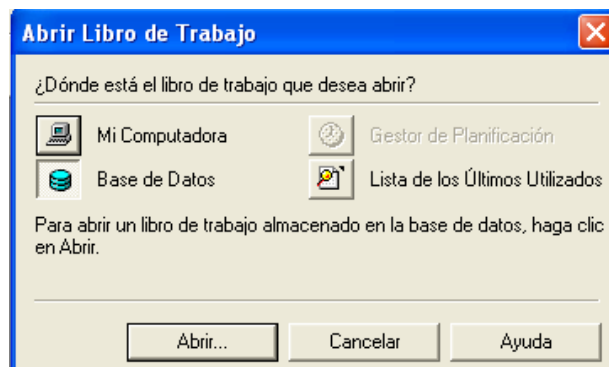 Abrir Libro de Trabajo
¿Dónde está el libro de trabajo que desea abrir?
Mi Computadora
Gestor de Planificación
Base de Datos
Lista de los Últimos Utilizados
Para abrir un libro de trabajo almacenado en la base de datos, haga clic
en Abrir.
Abrir...
Cancelar
Ayuda